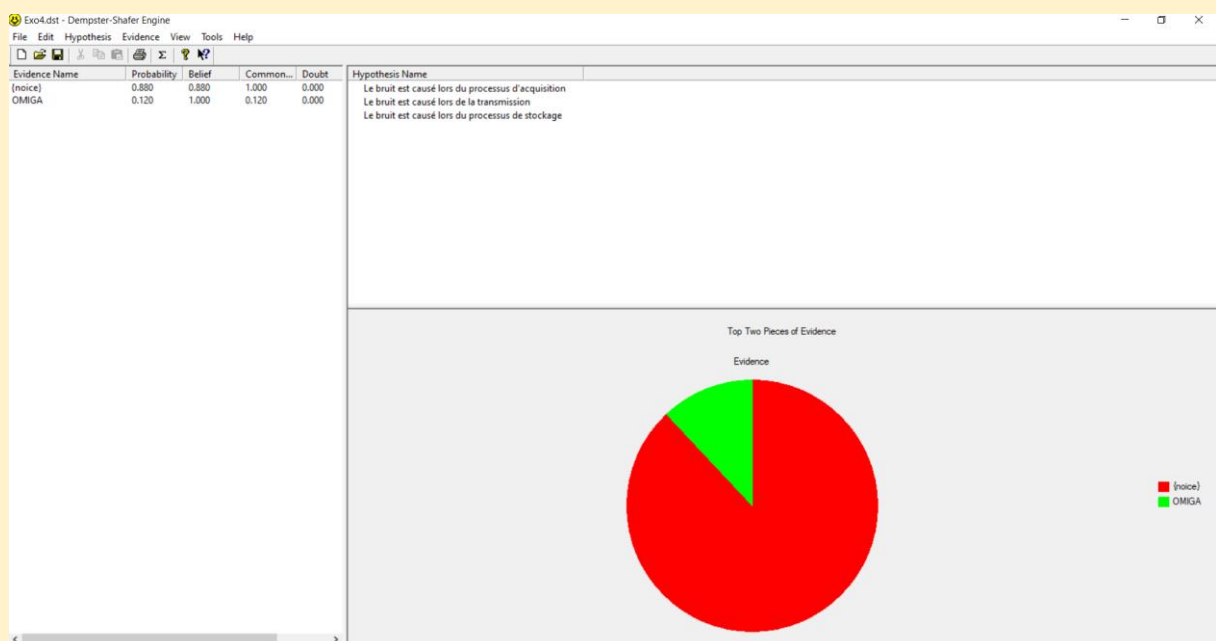 Exo4.dst - Dempster-Shafer Engine
File Edit Hypothesis Evidence View Tools Help
Evidence Name Probability Belief Common... Doubt
{noice} 0.880 0.880 1.000 0.000
OMIGA 0.120 1.000 0.120 0.000
Hypothesis Name
Le bruit est causé lors du processus d'acquisition
Le bruit est causé lors de la transmission
Le bruit est causé lors du processus de stockage
Top Two Pieces of Evidence
Evidence
{noice}
OMIGA